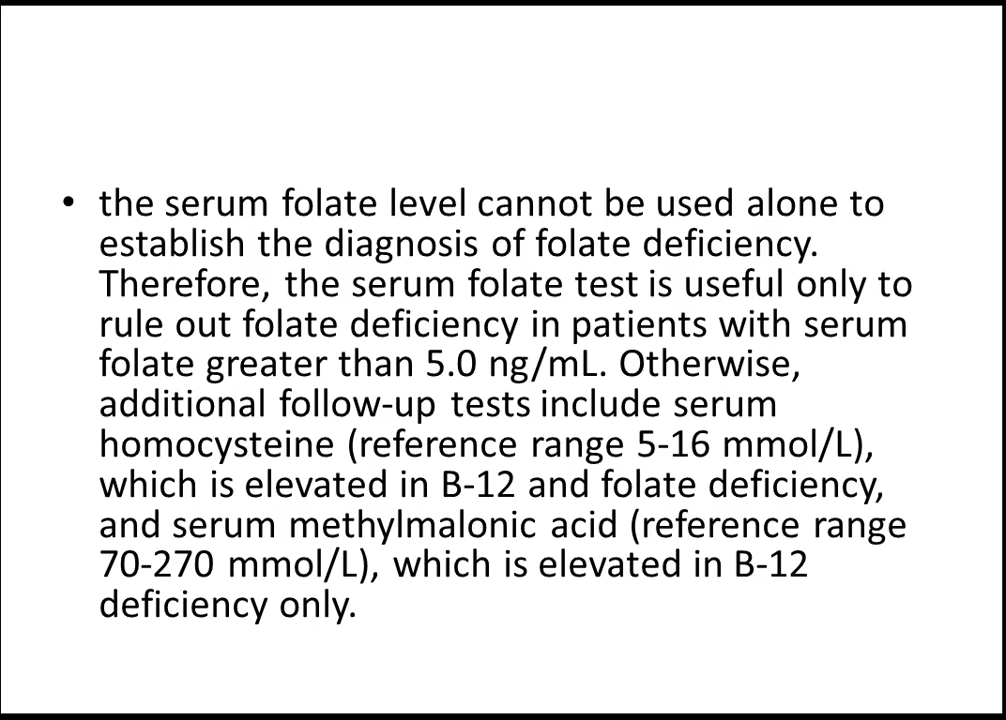 • the serum folate level cannot be used alone to
establish the diagnosis of folate deficiency.
Therefore, the serum folate test is useful only to
rule out folate deficiency in patients with serum
folate greater than 5.0 ng/mL. Otherwise,
additional follow-up tests include serum
homocysteine (reference range 5-16 mmol/L),
which is elevated in B-12 and folate deficiency,
and serum methylmalonic acid (reference range
70-270 mmol/L), which is elevated in B-12
deficiency only.